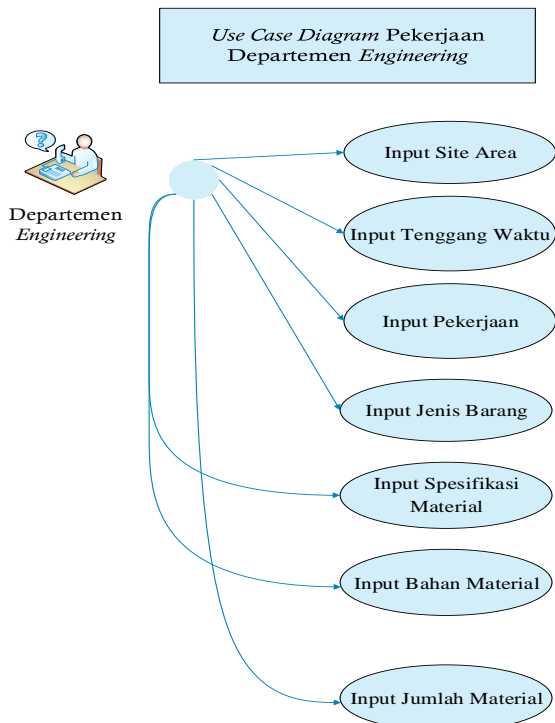 Use Case Diagram Pekerjaan
Departemen Engineering
?
Departemen
Engineering
Input Site Area
Input Tenggang Waktu
Input Pekerjaan
Input Jenis Barang
Input Spesifikasi
Material
Input Bahan Material
Input Jumlah Material